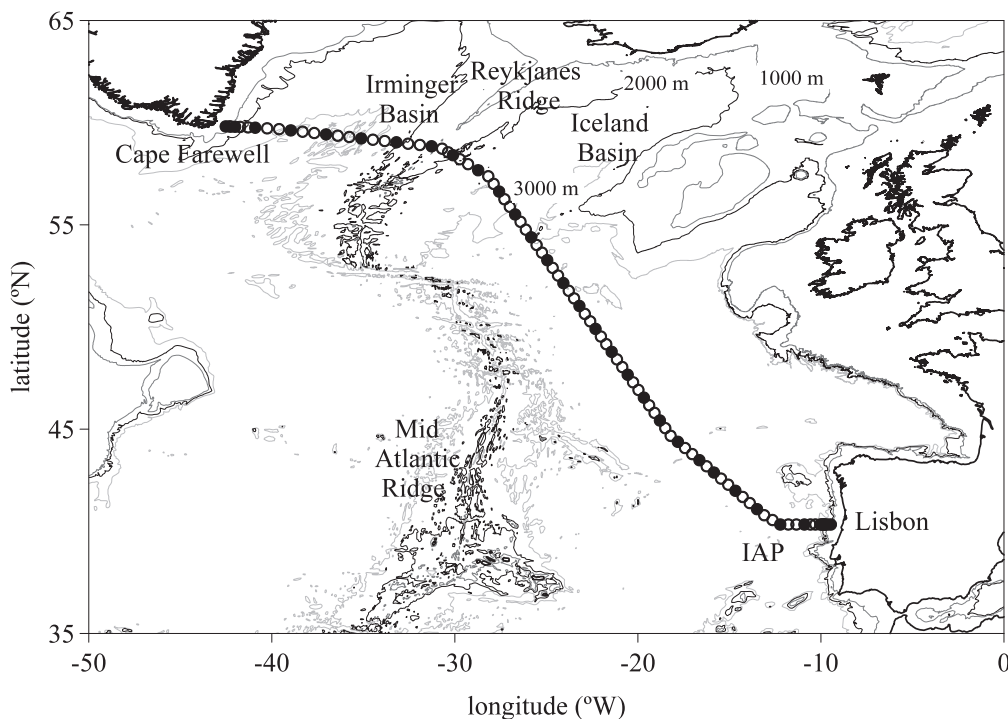 65
55
45
35
latitude (ºN)
Irminger
Basin
Reykjanes
Ridge
2000 m
1000 m
Iceland
Basin
Cape Farewell
3000 m
Mid
Atlantic
Ridge
IAP
Lisbon
-50
-40
-30
-20
-10
0
longitude (ºW)